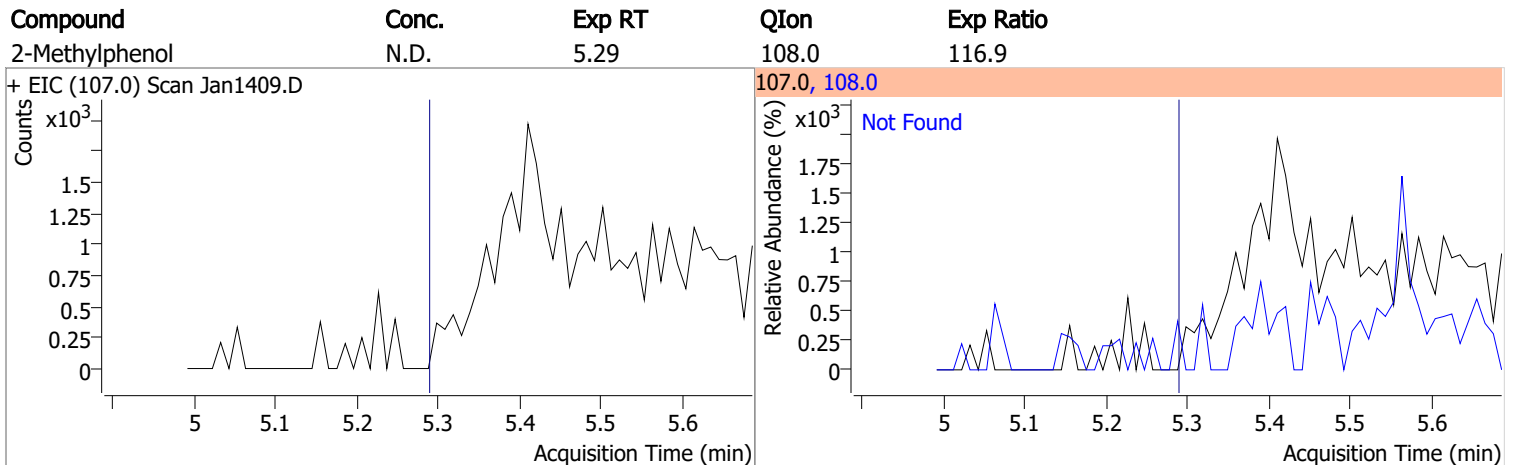 Compound Conc. Exp RT QIon Exp Ratio
2-Methylphenol N.D. 5.29 108.0 116.9
+ EIC (107.0) Scan Jan1409.D
Counts
x10³
1.5
1.25
1
0.75
0.5
0.25
0
5 5.1 5.2 5.3 5.4 5.5 5.6
Acquisition Time (min)
107.0, 108.0
Relative Abundance (%)
x10³
Not Found
1.75
1.5
1.25
1
0.75
0.5
0.25
0
5 5.1 5.2 5.3 5.4 5.5 5.6
Acquisition Time (min)